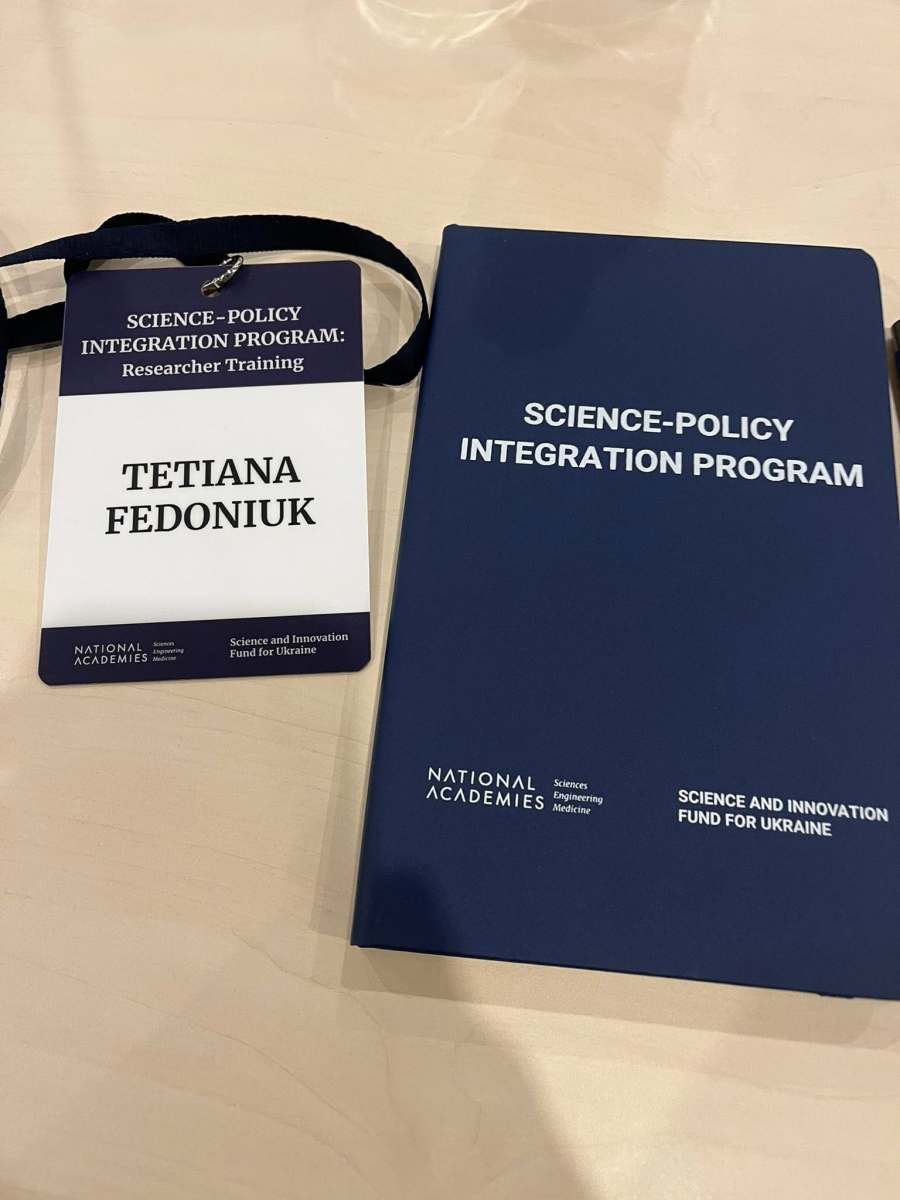 SCIENCE-POLICY
INTEGRATION PROGRAM:
Researcher Training
TETIANA
FEDONIUK
NATIONAL
ACADEMIES
Sciences
Engineering
Medicine
Science and Innovation
Fund for Ukraine
SCIENCE-POLICY
INTEGRATION PROGRAM
NATIONAL
ACADEMIES
Sciences
Engineering
Medicine
SCIENCE AND INNOVATION
FUND FOR UKRAINE